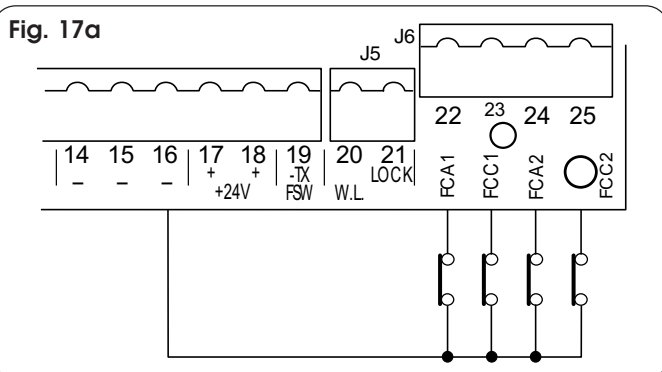 Fig. 17a
J6
J5
22 23 24 25
14 15 16 17 18 19 20 21
– – – + + -TX LOCK
+24V FSW W.L.
FCA1 FCC1 FCA2 FCC2